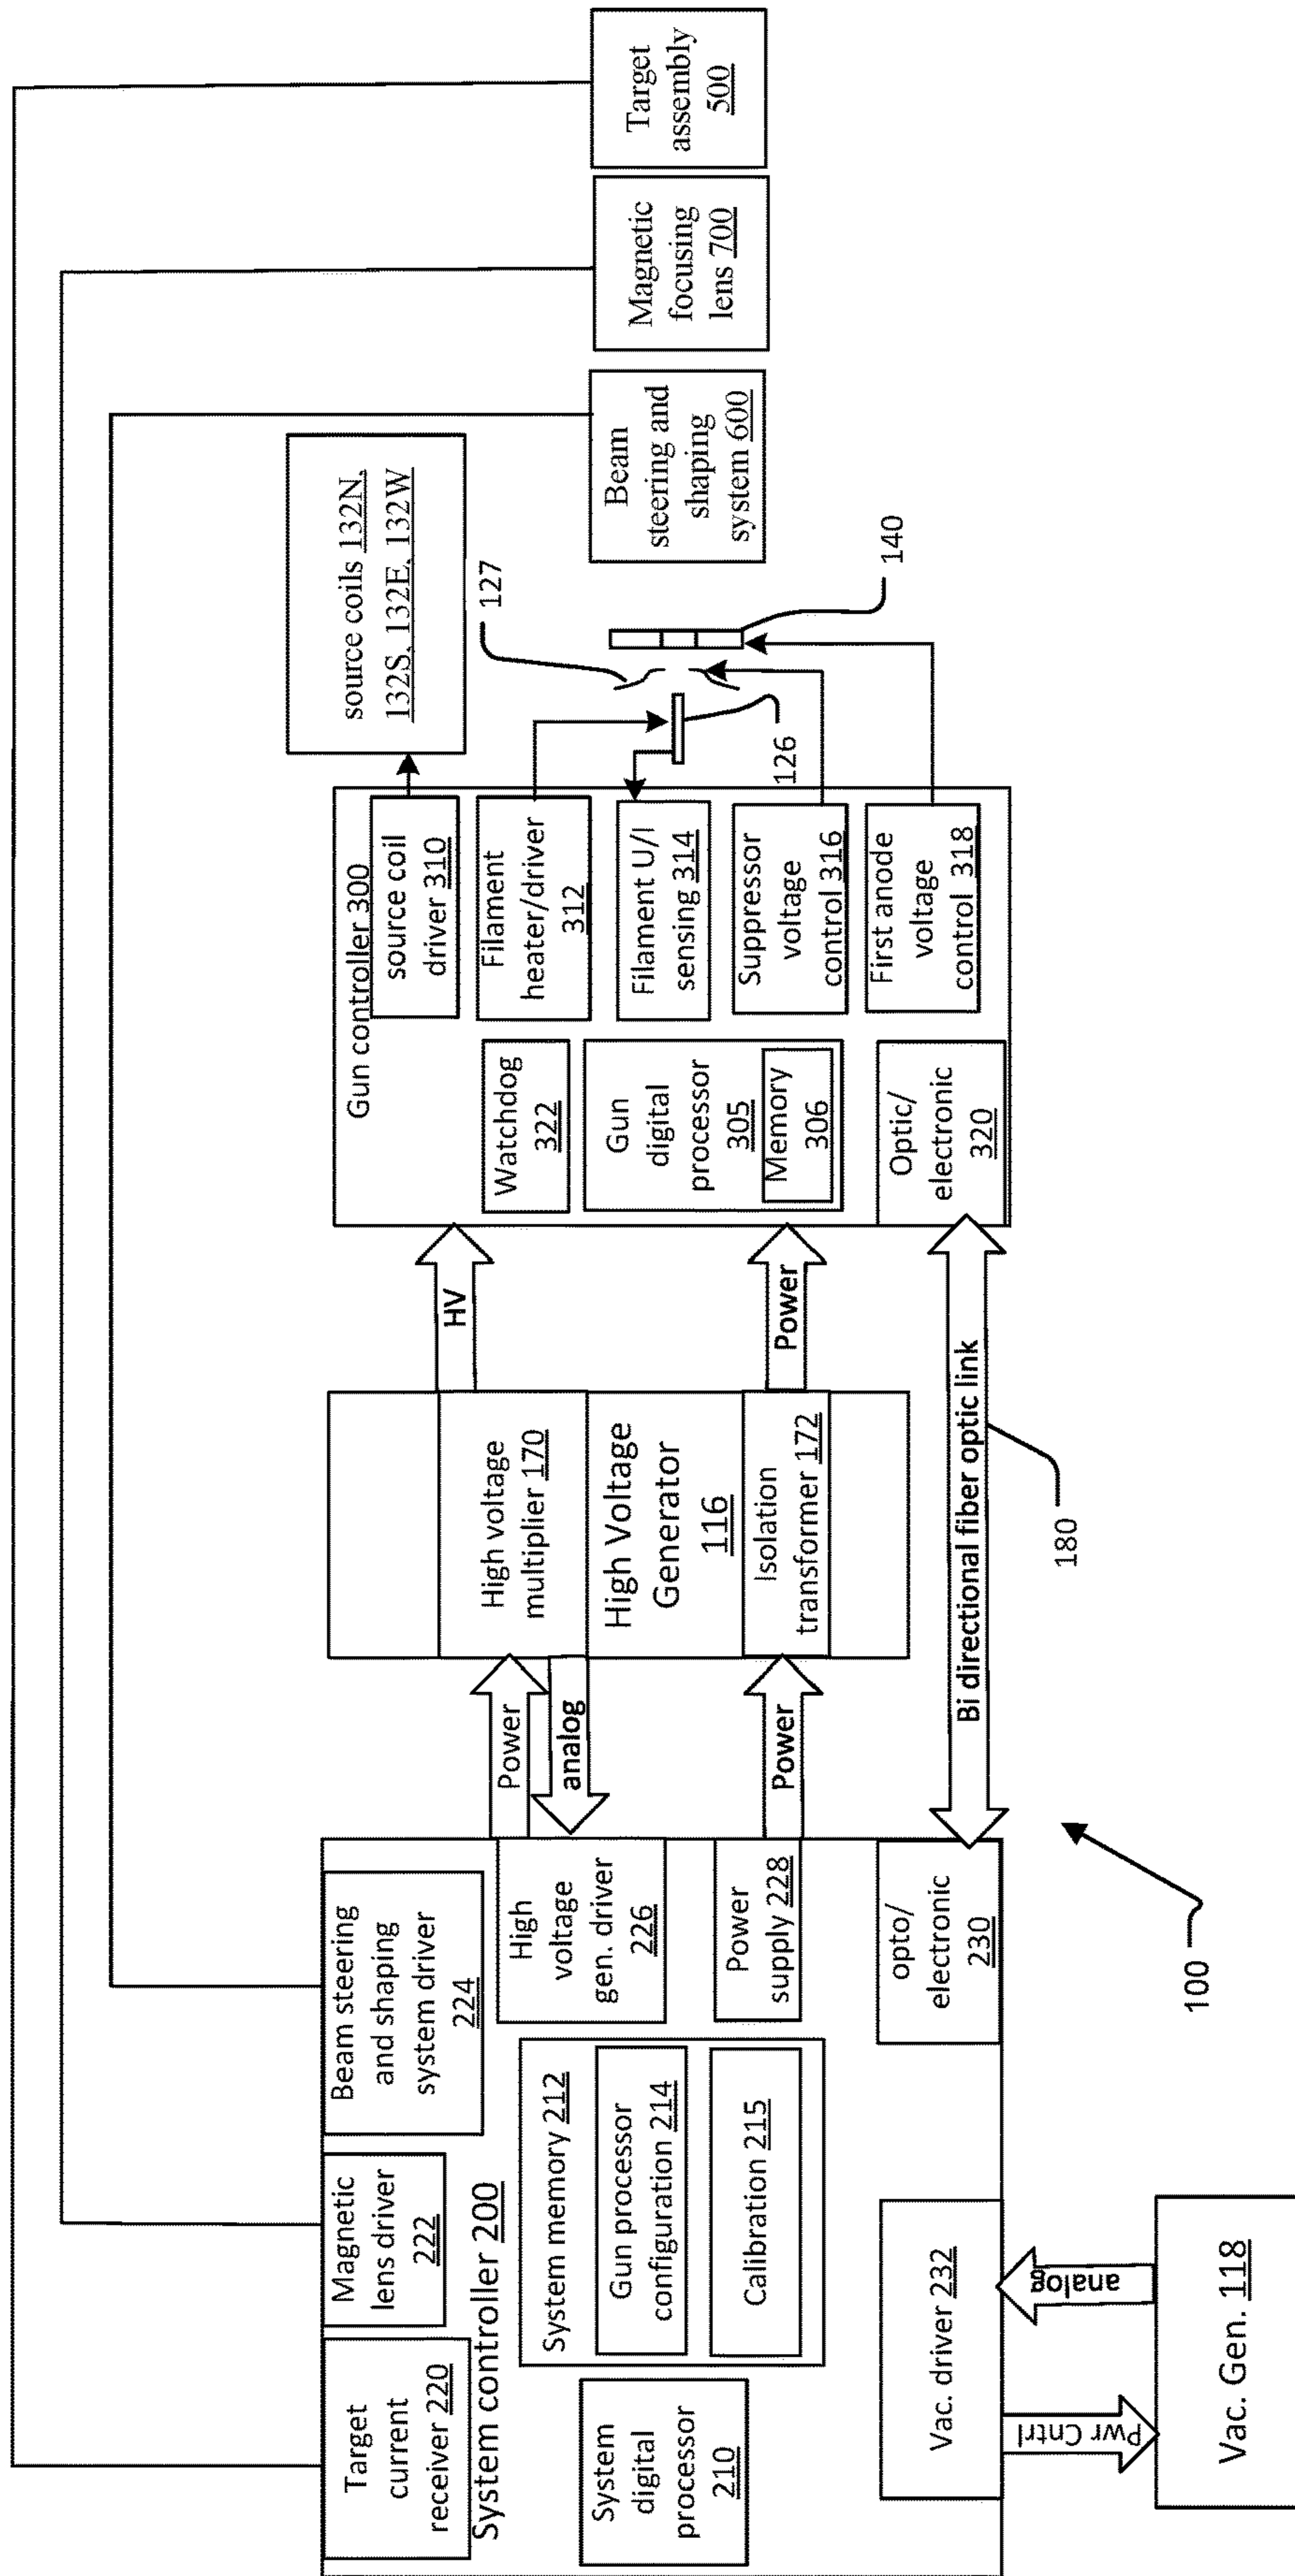 Target
current
receiver 220
Magnetic
lens driver
222
Beam steering
and shaping
system driver
224
System controller 200
System
digital
processor
210
System memory 212
Gun processor
configuration 214
Calibration 215
High
voltage
gen. driver
226
Power
supply 228
opto/
electronic
230
Vac. driver 232
Pwr Cntrl
analog
Vac. Gen. 118
100
Power
analog
Power
High voltage
multiplier 170
High Voltage
Generator
116
Isolation
transformer 172
HV
Power
Bi directional fiber optic link
180
Gun controller 300
Watchdog
322
Gun
digital
processor
305
Memory
306
Optic/
electronic
320
source coil
driver 310
Filament
heater/driver
312
Filament U/I
sensing 314
Suppressor
voltage
control 316
First anode
voltage
control 318
source coils 132N,
132S, 132E, 132W
127
126
140
Beam
steering and
shaping
system 600
Magnetic
focusing
lens 700
Target
assembly
500